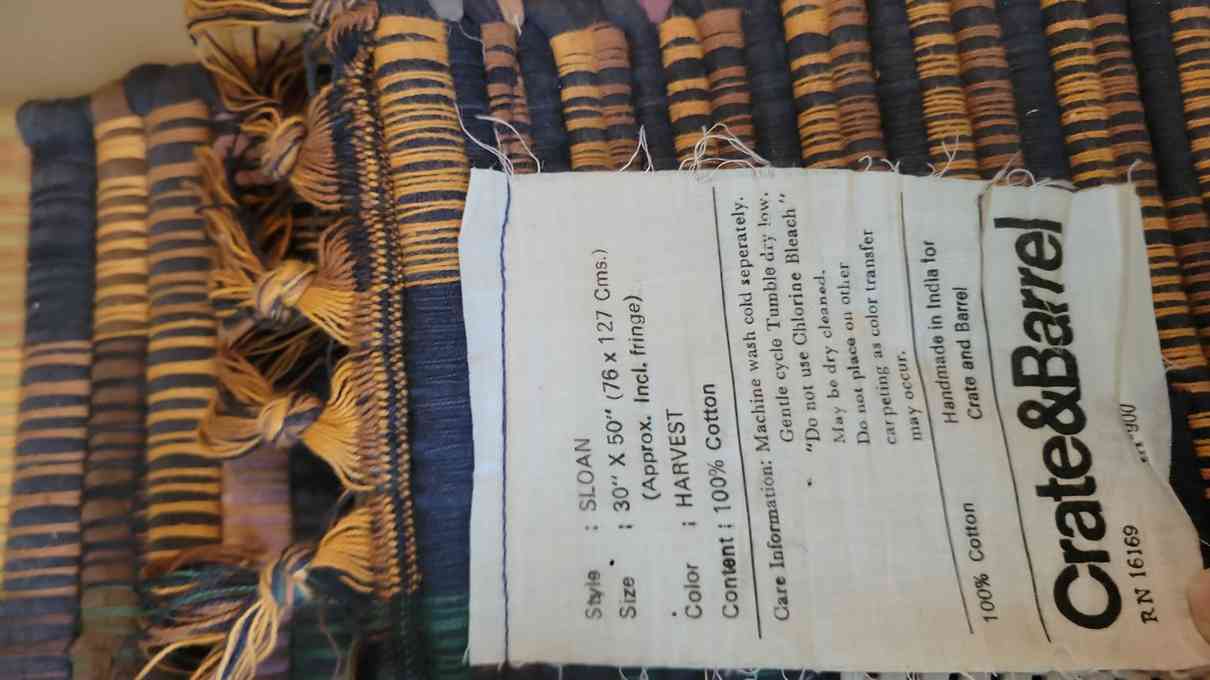 Style : SLOAN
Size : 30" X 50" (76 x 127 Cms.)
(Approx. Incl. fringe)
Color : HARVEST
Content : 100% Cotton
Care Information: Machine wash cold seperately.
Gentle cycle Tumble dry low.
"Do not use Chlorine Bleach"
May be dry cleaned.
Do not place on other
carpeting as color transfer
may occur.
Handmade in India for
100% Cotton Crate and Barrel
Crate&Barrel
RN 16169